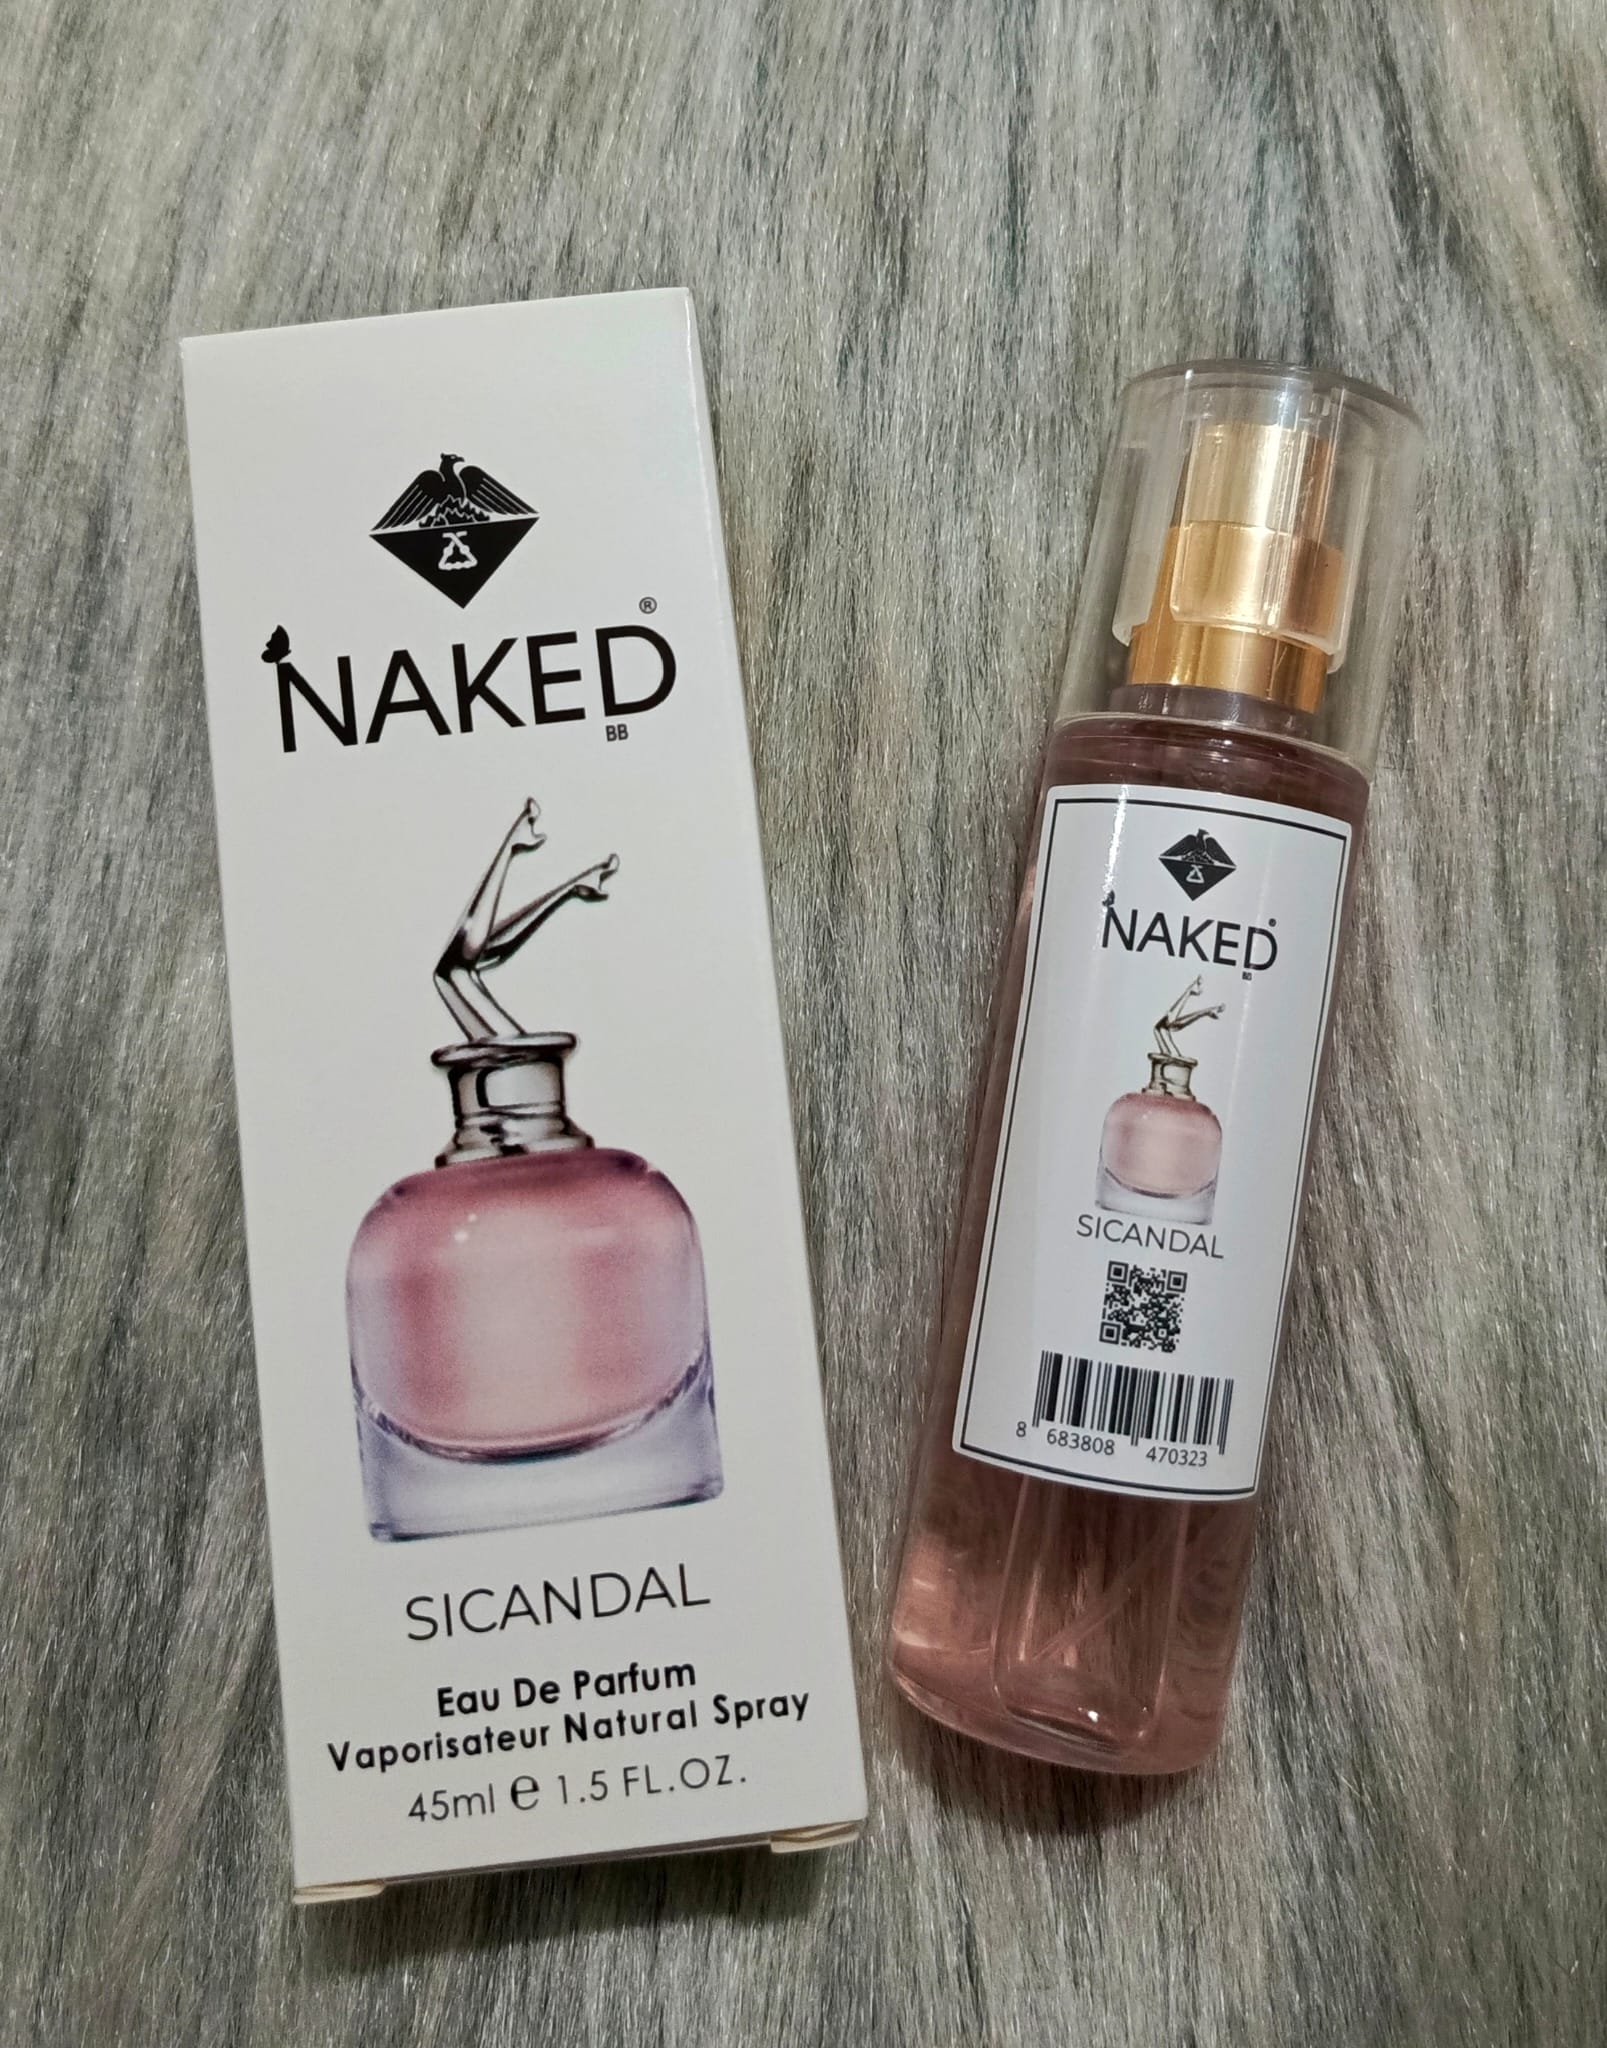 NAKED®
BB
SICANDAL
Eau De Parfum
Vaporisateur Natural Spray
45ml e 1.5 FL.OZ.
NAKED®
SICANDAL
8 683808 470323